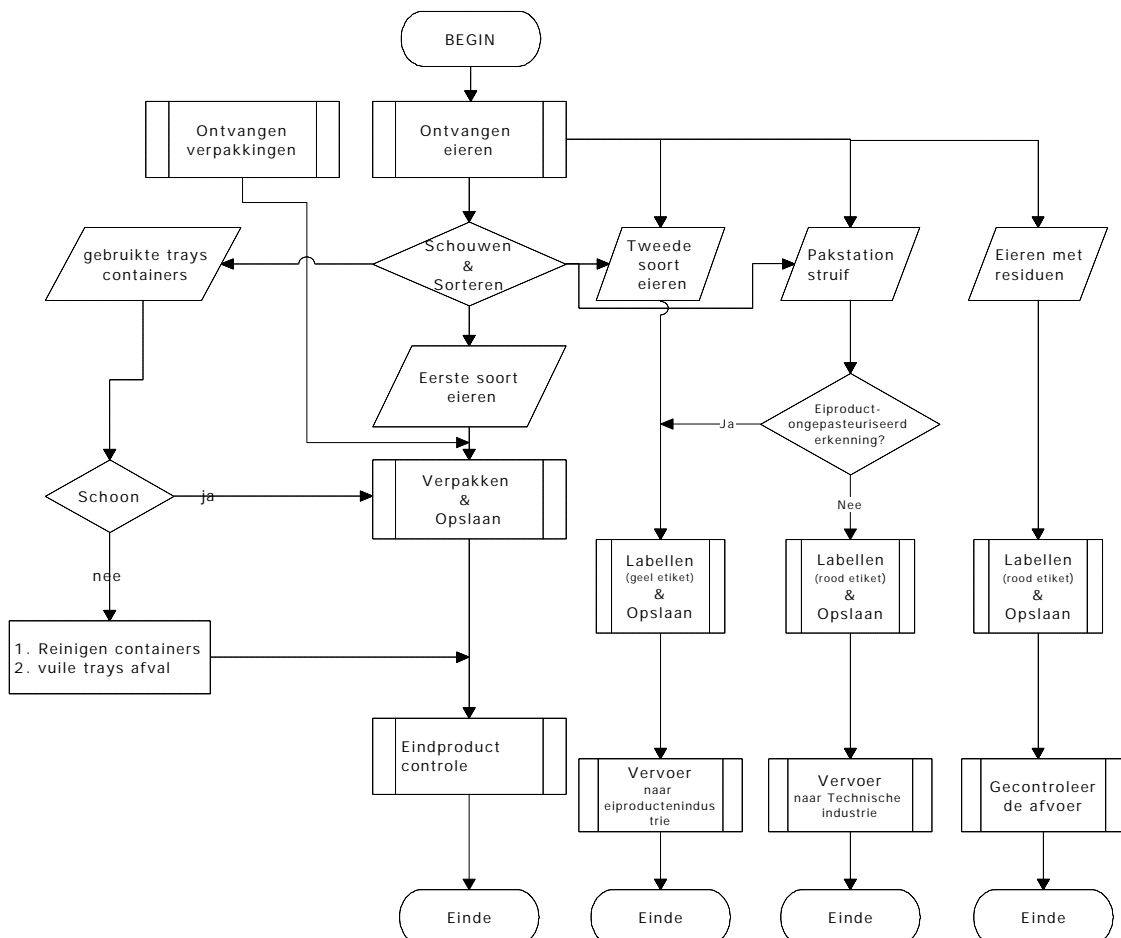 BEGIN
Ontvangen
verpakkingen
Ontvangen
eieren
gebruikte trays
containers
Schouwen
&
Sorteren
Tweede
soort
eieren
Pakstation
struif
Eieren met
residuen
Eerste soort
eieren
Eiproduct-
ongepasteuriseerd
erkenning?
Ja
Schoon
ja
Verpakken
&
Opslaan
Nee
nee
Labellen
(geel etiket)
&
Opslaan
Labellen
(rood etiket)
&
Opslaan
Labellen
(rood etiket)
&
Opslaan
1. Reinigen containers
2. vuile trays afval
Eindproduct
controle
Vervoer
naar
eiproductenindus
trie
Vervoer
naar Technische
industrie
Gecontroleer
de afvoer
Einde
Einde
Einde
Einde